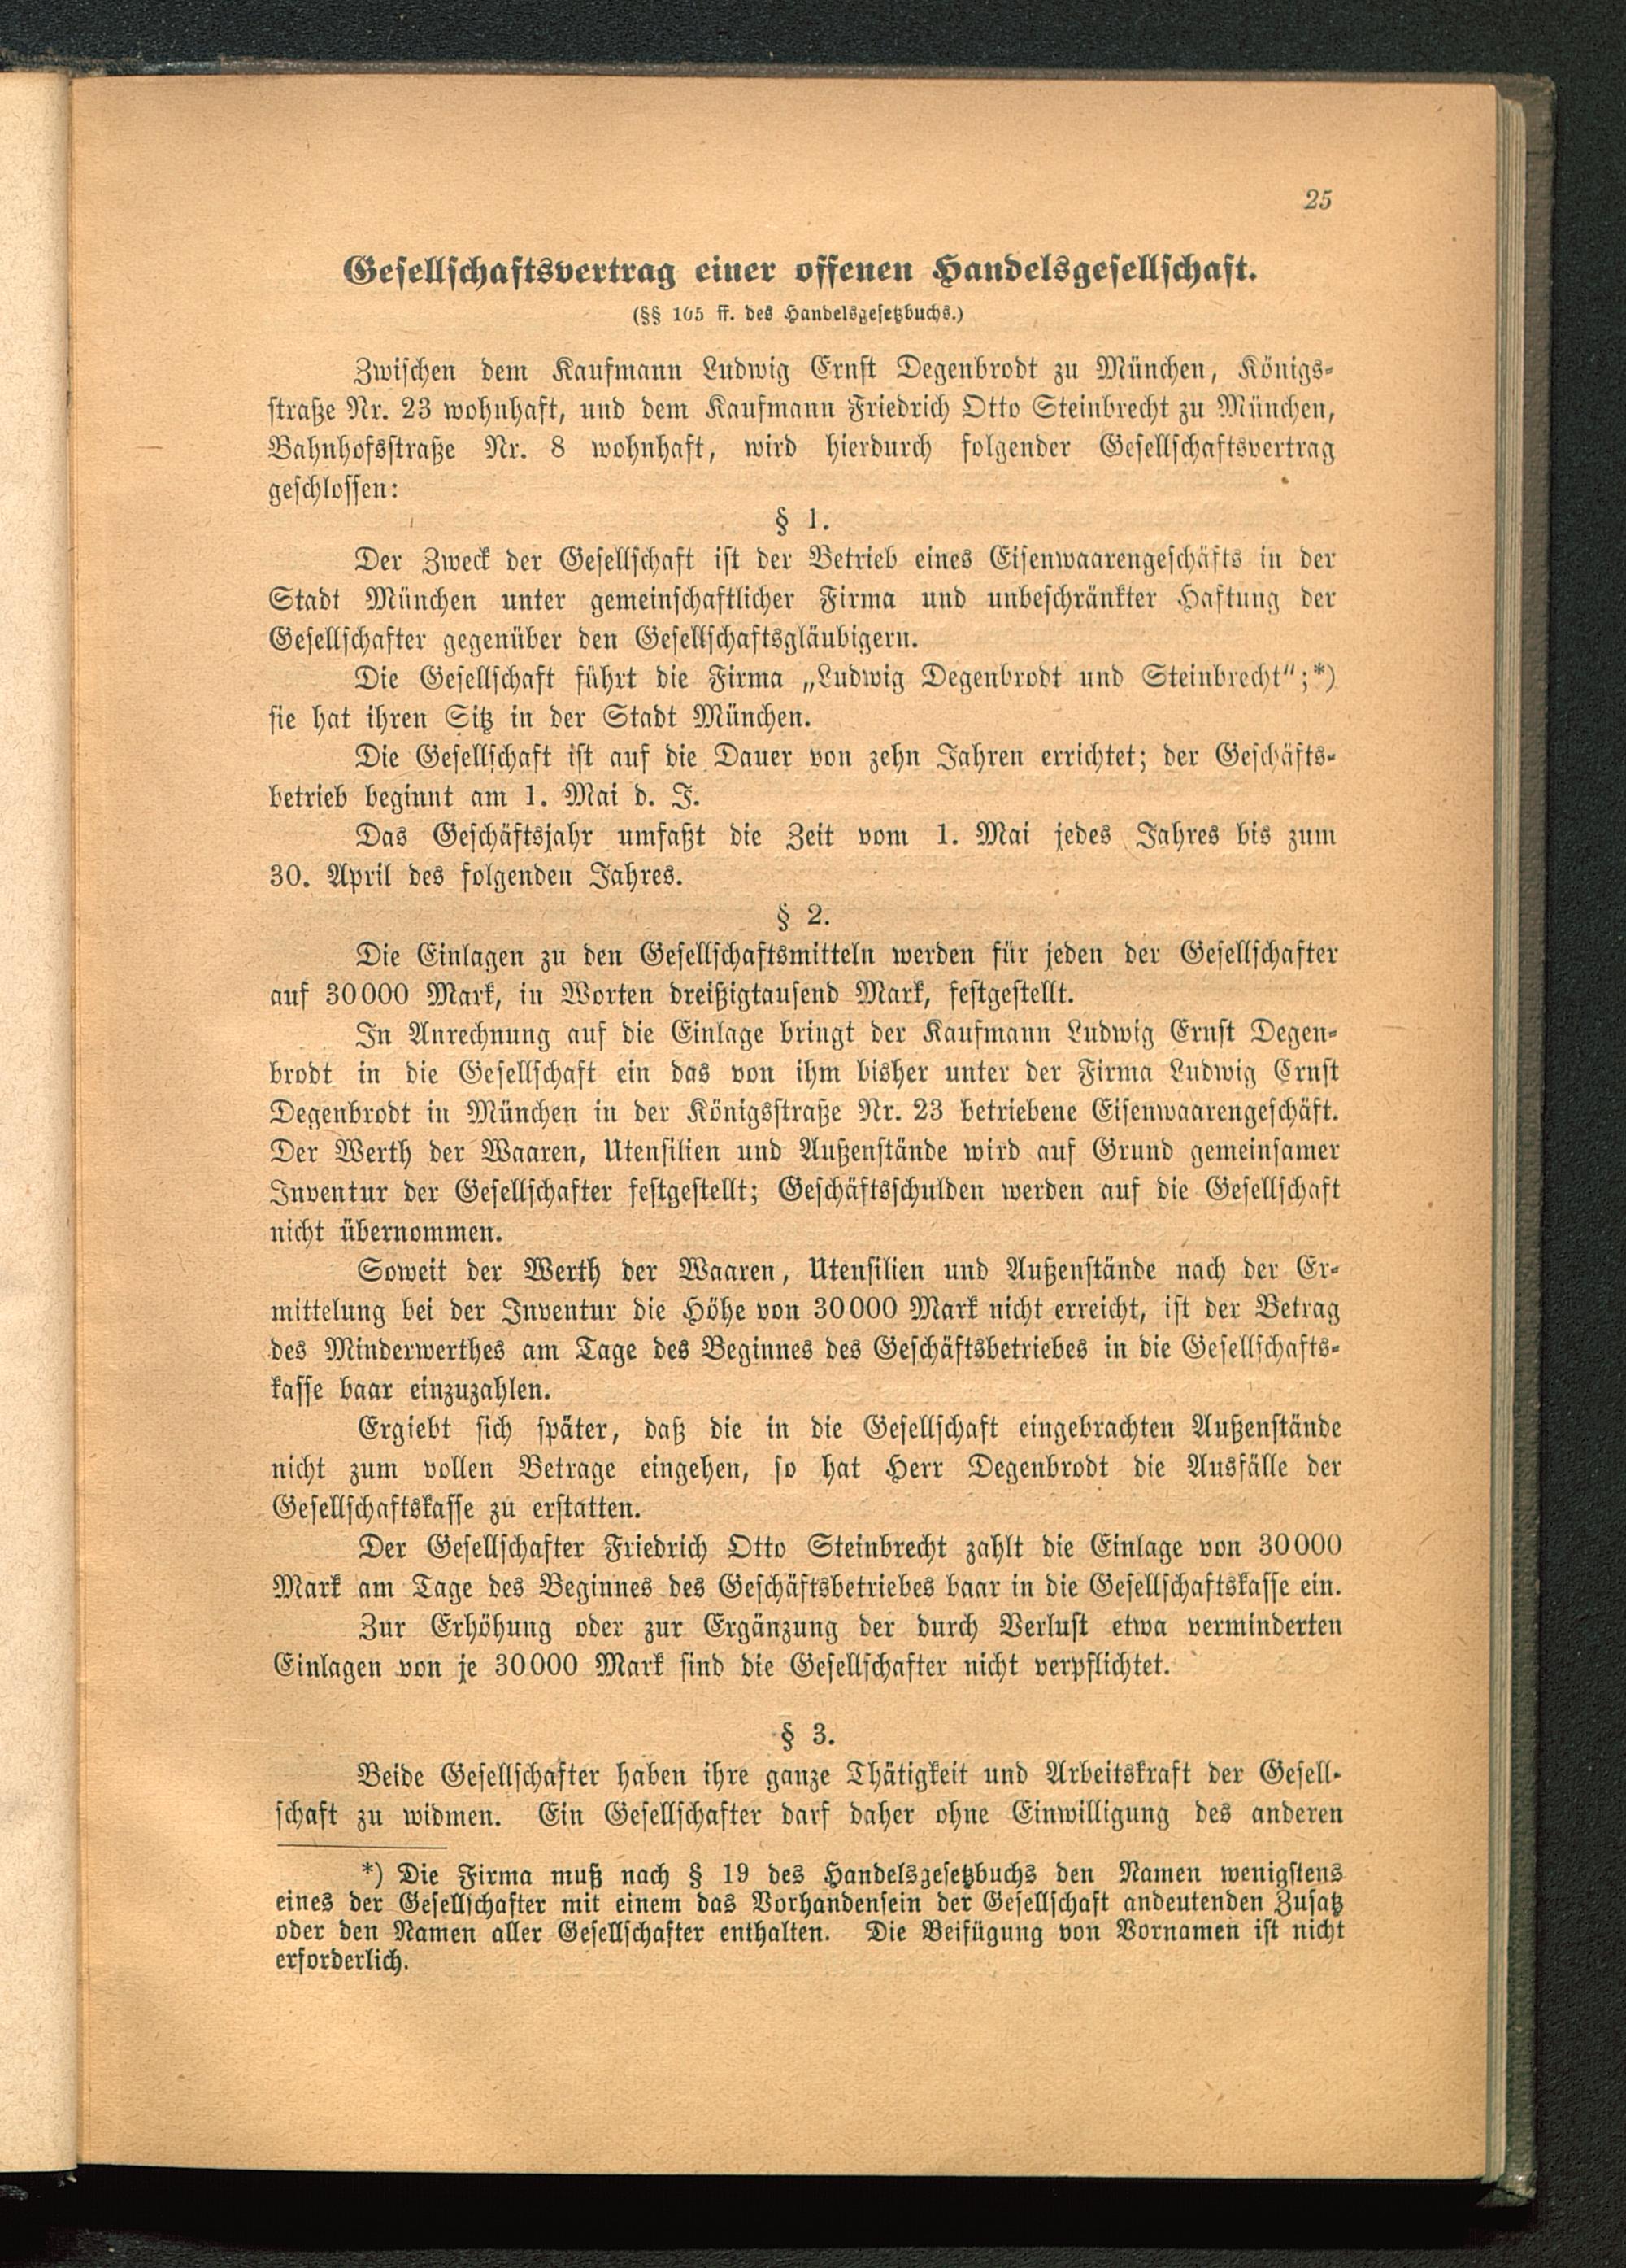 25
Gesellschaftsvertrag einer offenen Handelsgesellschaft.
(§§ 105 ff. des Handelsgesetzbuchs.)
Zwischen dem Kaufmann Ludwig Ernst Degenbrodt zu München, Königs-
straße Nr. 23 wohnhaft, und dem Kaufmann Friedrich Otto Steinbrecht zu München,
Bahnhofsstraße Nr. 8 wohnhaft, wird hierdurch folgender Gesellschaftsvertrag
geschlossen:
§ 1.
Der Zweck der Gesellschaft ist der Betrieb eines Eisenwaarengeschäfts in der
Stadt München unter gemeinschaftlicher Firma und unbeschränkter Haftung der
Gesellschafter gegenüber den Gesellschaftsgläubigern.
Die Gesellschaft führt die Firma „Ludwig Degenbrodt und Steinbrecht“;*)
sie hat ihren Sitz in der Stadt München.
Die Gesellschaft ist auf die Dauer von zehn Jahren errichtet; der Geschäfts-
betrieb beginnt am 1. Mai d. J.
Das Geschäftsjahr umfaßt die Zeit vom 1. Mai jedes Jahres bis zum
30. April des folgenden Jahres.
§ 2.
Die Einlagen zu den Gesellschaftsmitteln werden für jeden der Gesellschafter
auf 30000 Mark, in Worten dreißigtausend Mark, festgestellt.
In Anrechnung auf die Einlage bringt der Kaufmann Ludwig Ernst Degen-
brodt in die Gesellschaft ein das von ihm bisher unter der Firma Ludwig Ernst
Degenbrodt in München in der Königsstraße Nr. 23 betriebene Eisenwaarengeschäft.
Der Werth der Waaren, Utensilien und Außenstände wird auf Grund gemeinsamer
Inventur der Gesellschafter festgestellt; Geschäftsschulden werden auf die Gesellschaft
nicht übernommen.
Soweit der Werth der Waaren, Utensilien und Außenstände nach der Er-
mittelung bei der Inventur die Höhe von 30000 Mark nicht erreicht, ist der Betrag
des Minderwerthes am Tage des Beginnes des Geschäftsbetriebes in die Gesellschafts-
kasse baar einzuzahlen.
Ergiebt sich später, daß die in die Gesellschaft eingebrachten Außenstände
nicht zum vollen Betrage eingehen, so hat Herr Degenbrodt die Ausfälle der
Gesellschaftskasse zu erstatten.
Der Gesellschafter Friedrich Otto Steinbrecht zahlt die Einlage von 30000
Mark am Tage des Beginnes des Geschäftsbetriebes baar in die Gesellschaftskasse ein.
Zur Erhöhung oder zur Ergänzung der durch Verlust etwa verminderten
Einlagen von je 30000 Mark sind die Gesellschafter nicht verpflichtet.
§ 3.
Beide Gesellschafter haben ihre ganze Thätigkeit und Arbeitskraft der Gesell-
schaft zu widmen. Ein Gesellschafter darf daher ohne Einwilligung des anderen
*) Die Firma muß nach § 19 des Handelsgesetzbuchs den Namen wenigstens
eines der Gesellschafter mit einem das Vorhandensein der Gesellschaft andeutenden Zusatz
oder den Namen aller Gesellschafter enthalten. Die Beifügung von Vornamen ist nicht
erforderlich.